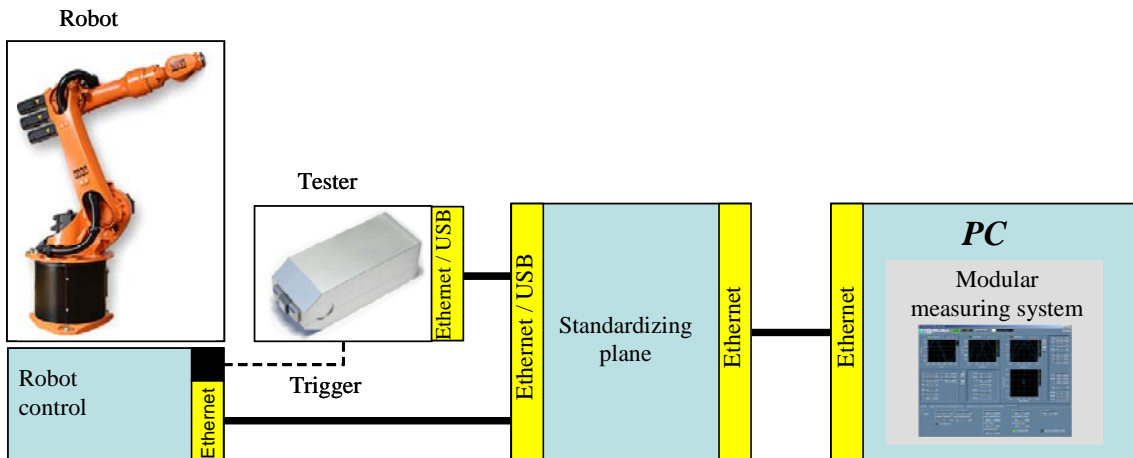 Robot
Tester
Ethernet / USB
Ethernet / USB
Standardizing
plane
Ethernet
Ethernet
PC
Modular
measuring system
Robot
control
Ethernet
Trigger